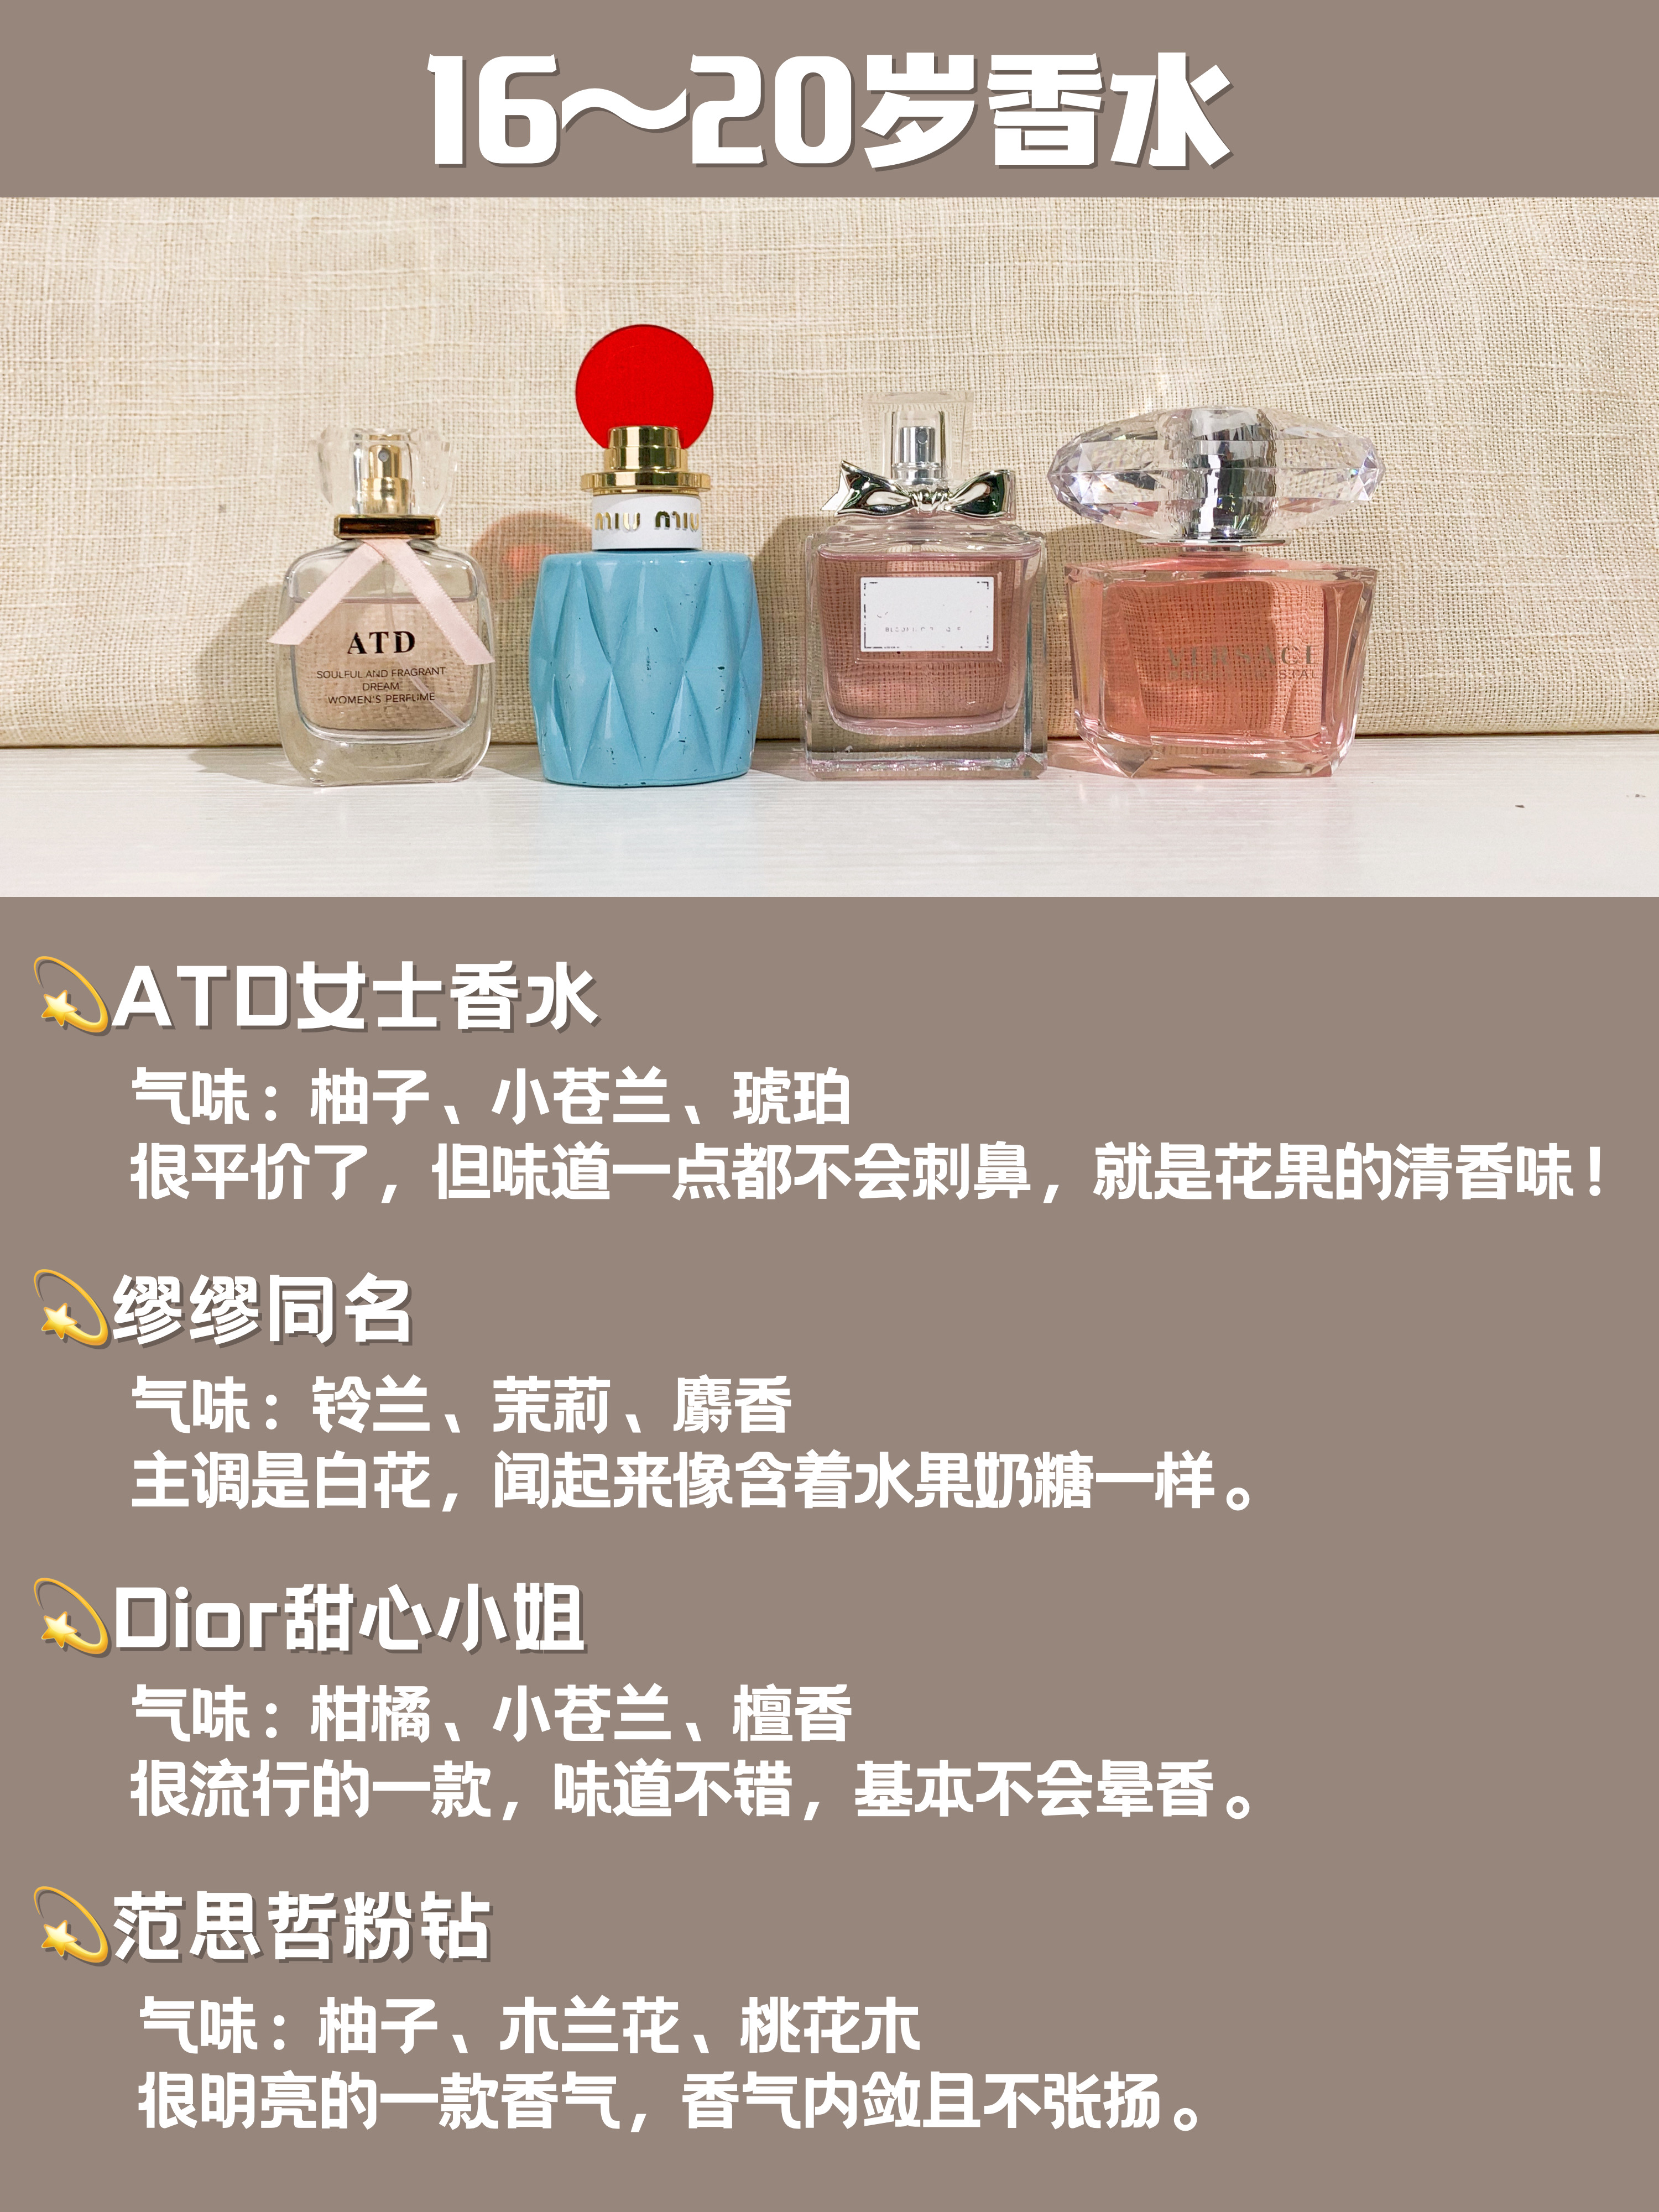 16~20岁香水
MIU MIU
ATD
SOULFUL AND FRAGRANT
DREAM
WOMEN'S PERFUME
VERSACE
ATD女士香水
气味：柚子、小苍兰、琥珀
很平价了，但味道一点都不会刺鼻，就是花果的清香味！
缪缪同名
气味：铃兰、茉莉、麝香
主调是白花，闻起来像含着水果奶糖一样。
Dior甜心小姐
气味：柑橘、小苍兰、檀香
很流行的一款，味道不错，基本不会晕香。
范思哲粉钻
气味：柚子、木兰花、桃花木
很明亮的一款香气，香气内敛且不张扬。